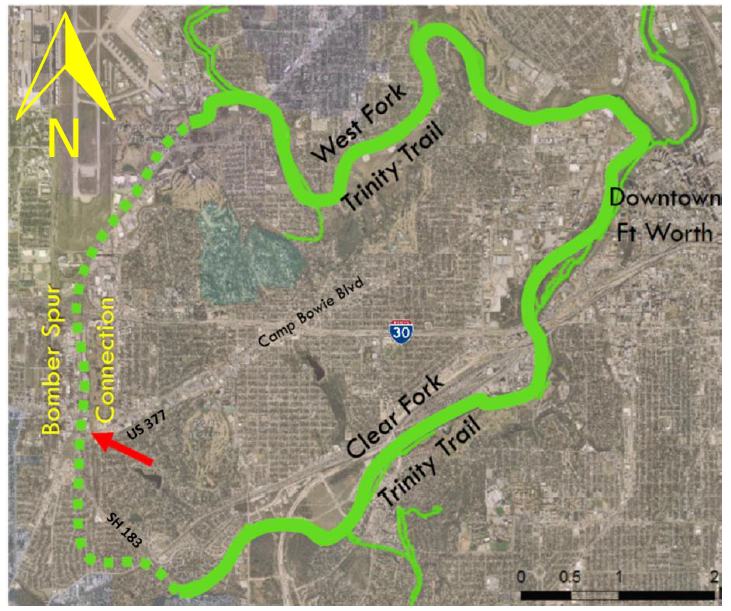 N
West Fork
Trinity Trail
Downtown
Ft Worth
Camp Bowie Blvd
30
Bomber Spur
Connection
US 377
Clear Fork
Trinity Trail
SH 183
0 0.5 1 2